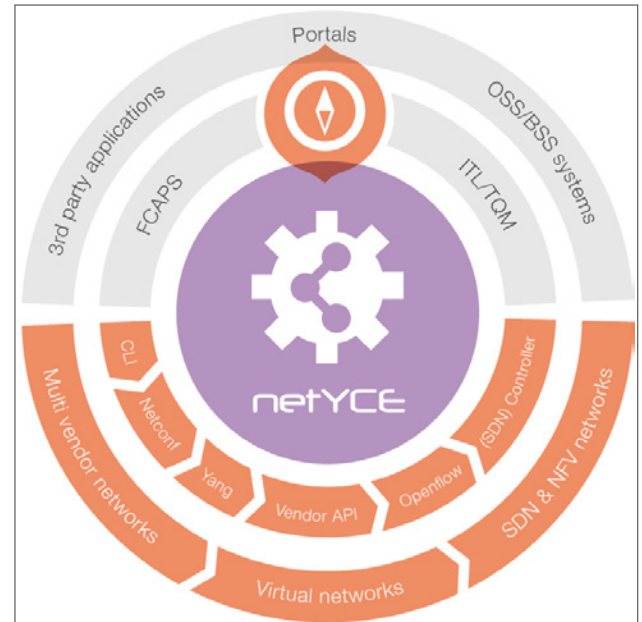 Portals
3rd party applications
OSS/BSS systems
FCAPS
ITL/TQM
netYCE
CLI
Netconf
Yang
Vendor API
Openflow
(SDN) Controller
Multi vendor networks
Virtual networks
SDN & NFV networks